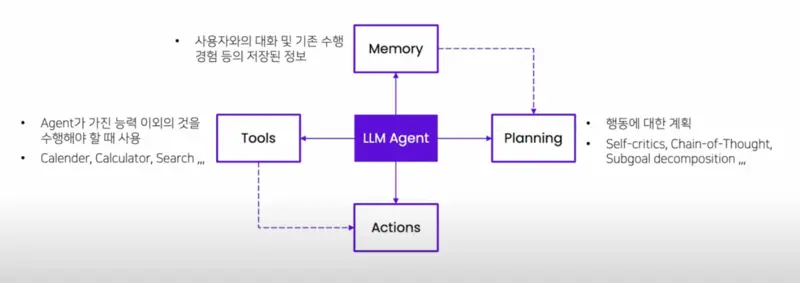 • 사용자와의 대화 및 기존 수행
경험 등의 저장된 정보
Memory
• Agent가 가진 능력 이외의 것을
수행해야 할 때 사용
• Calender, Calculator, Search ,,,
Tools
LLM Agent
Planning
• 행동에 대한 계획
• Self-critics, Chain-of-Thought,
Subgoal decomposition ,,,
Actions